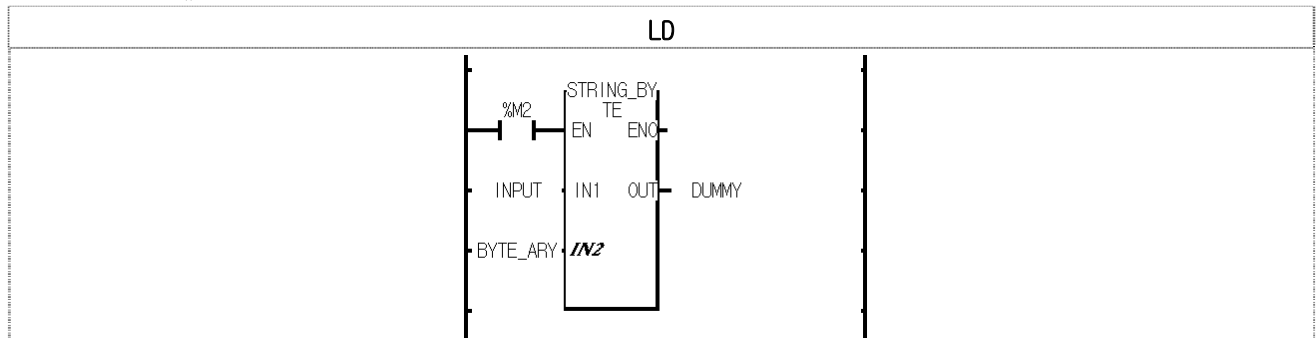 LD
STRING_BY
TE
%M2
EN ENO
INPUT IN1 OUT DUMMY
BYTE_ARY IN2